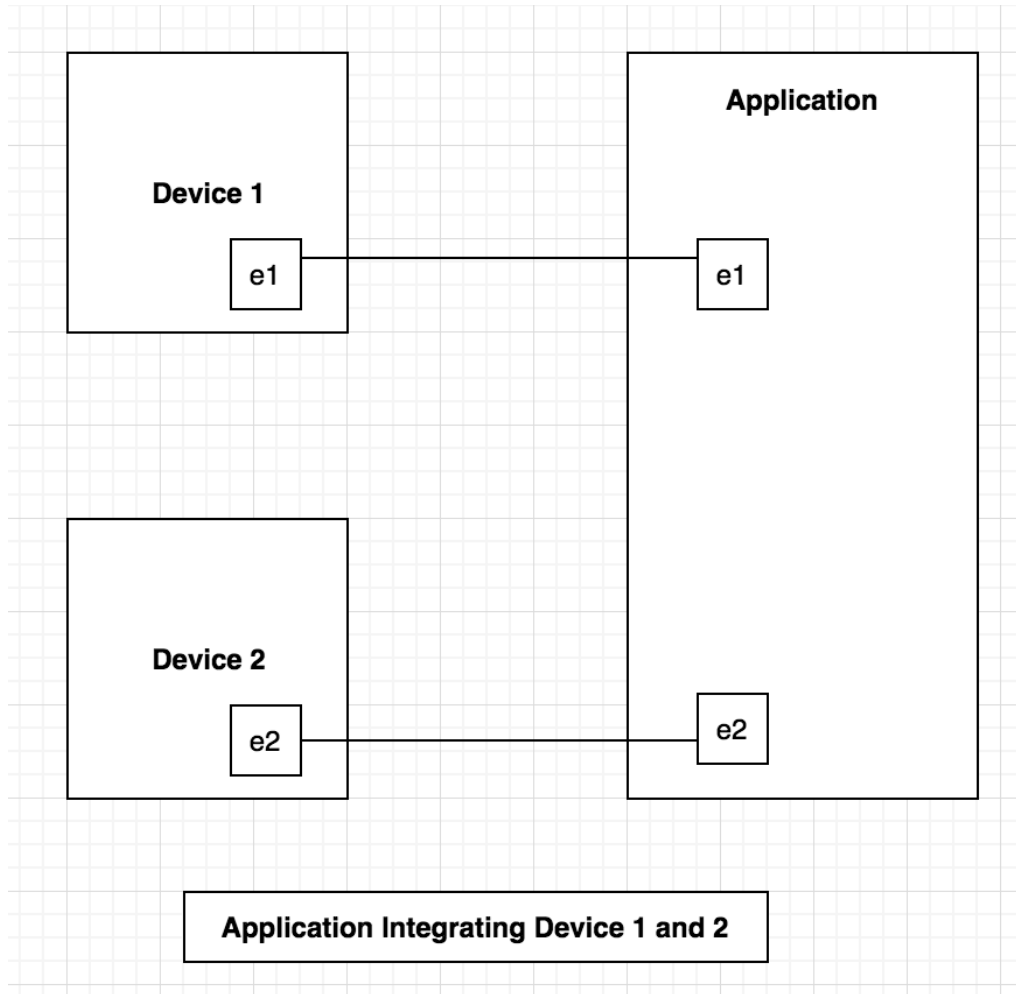 Application
Device 1
e1
e1
Device 2
e2
e2
Application Integrating Device 1 and 2